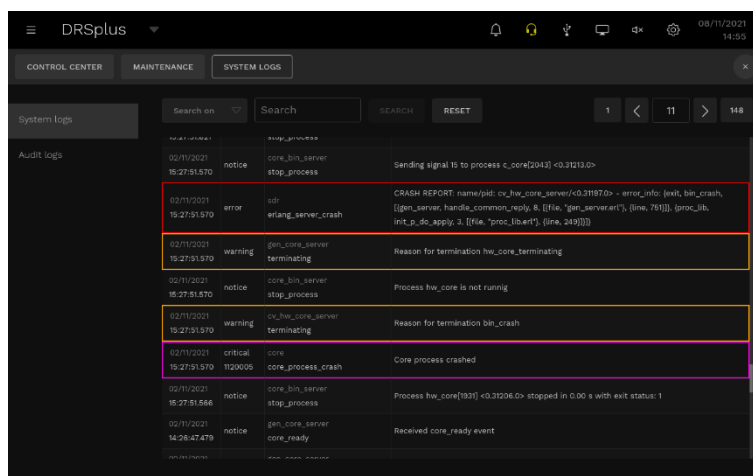 DRSplus
08/11/2021
14:55
CONTROL CENTER MAINTENANCE SYSTEM LOGS
System logs
Audit logs
Search on Search SEARCH RESET 1 11 148
15:27:51.627 stop_process
02/11/2021 15:27:51.570 notice core_bin_server stop_process Sending signal 15 to process c_core[2043] <0.31213.0>
02/11/2021 15:27:51.570 error sdr erlang_server_crash
CRASH REPORT: name/pid: cv_hw_core_server/<0.31197.0> - error_info: {exit, bin_crash,
[{gen_server, handle_common_reply, 8, [{file, "gen_server.erl"}, {line, 751}]}, {proc_lib,
init_p_do_apply, 3, [{file, "proc_lib.erl"}, {line, 249}]}]}
02/11/2021 15:27:51.570 warning gen_core_server terminating Reason for termination hw_core_terminating
02/11/2021 15:27:51.570 notice core_bin_server stop_process Process hw_core is not runnig
02/11/2021 15:27:51.570 warning cv_hw_core_server terminating Reason for termination bin_crash
02/11/2021 15:27:51.570 critical 1120005 core core_process_crash Core process crashed
02/11/2021 15:27:51.566 notice core_bin_server stop_process Process hw_core[1931] <0.31206.0> stopped in 0.00 s with exit status: 1
02/11/2021 14:26:47.479 notice gen_core_server core_ready Received core_ready event
02/11/2021 gen_core_server